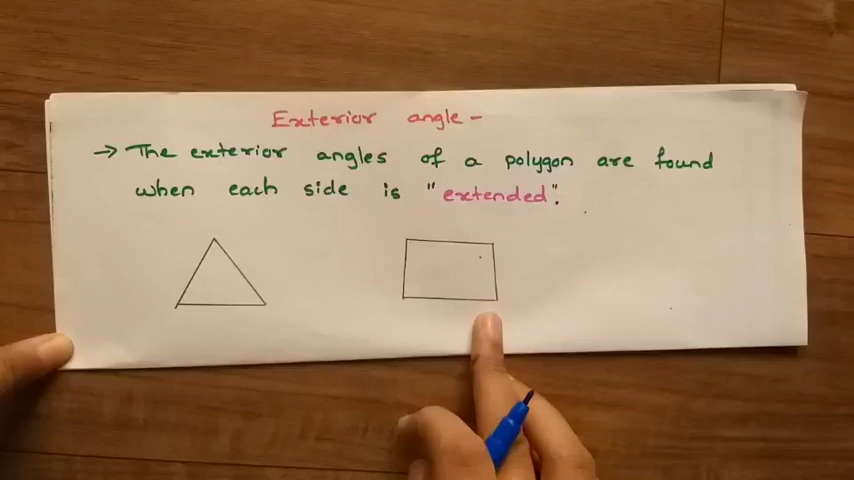 Exterior angle -
→ The exterior angles of a polygon are found
when each side is "extended".